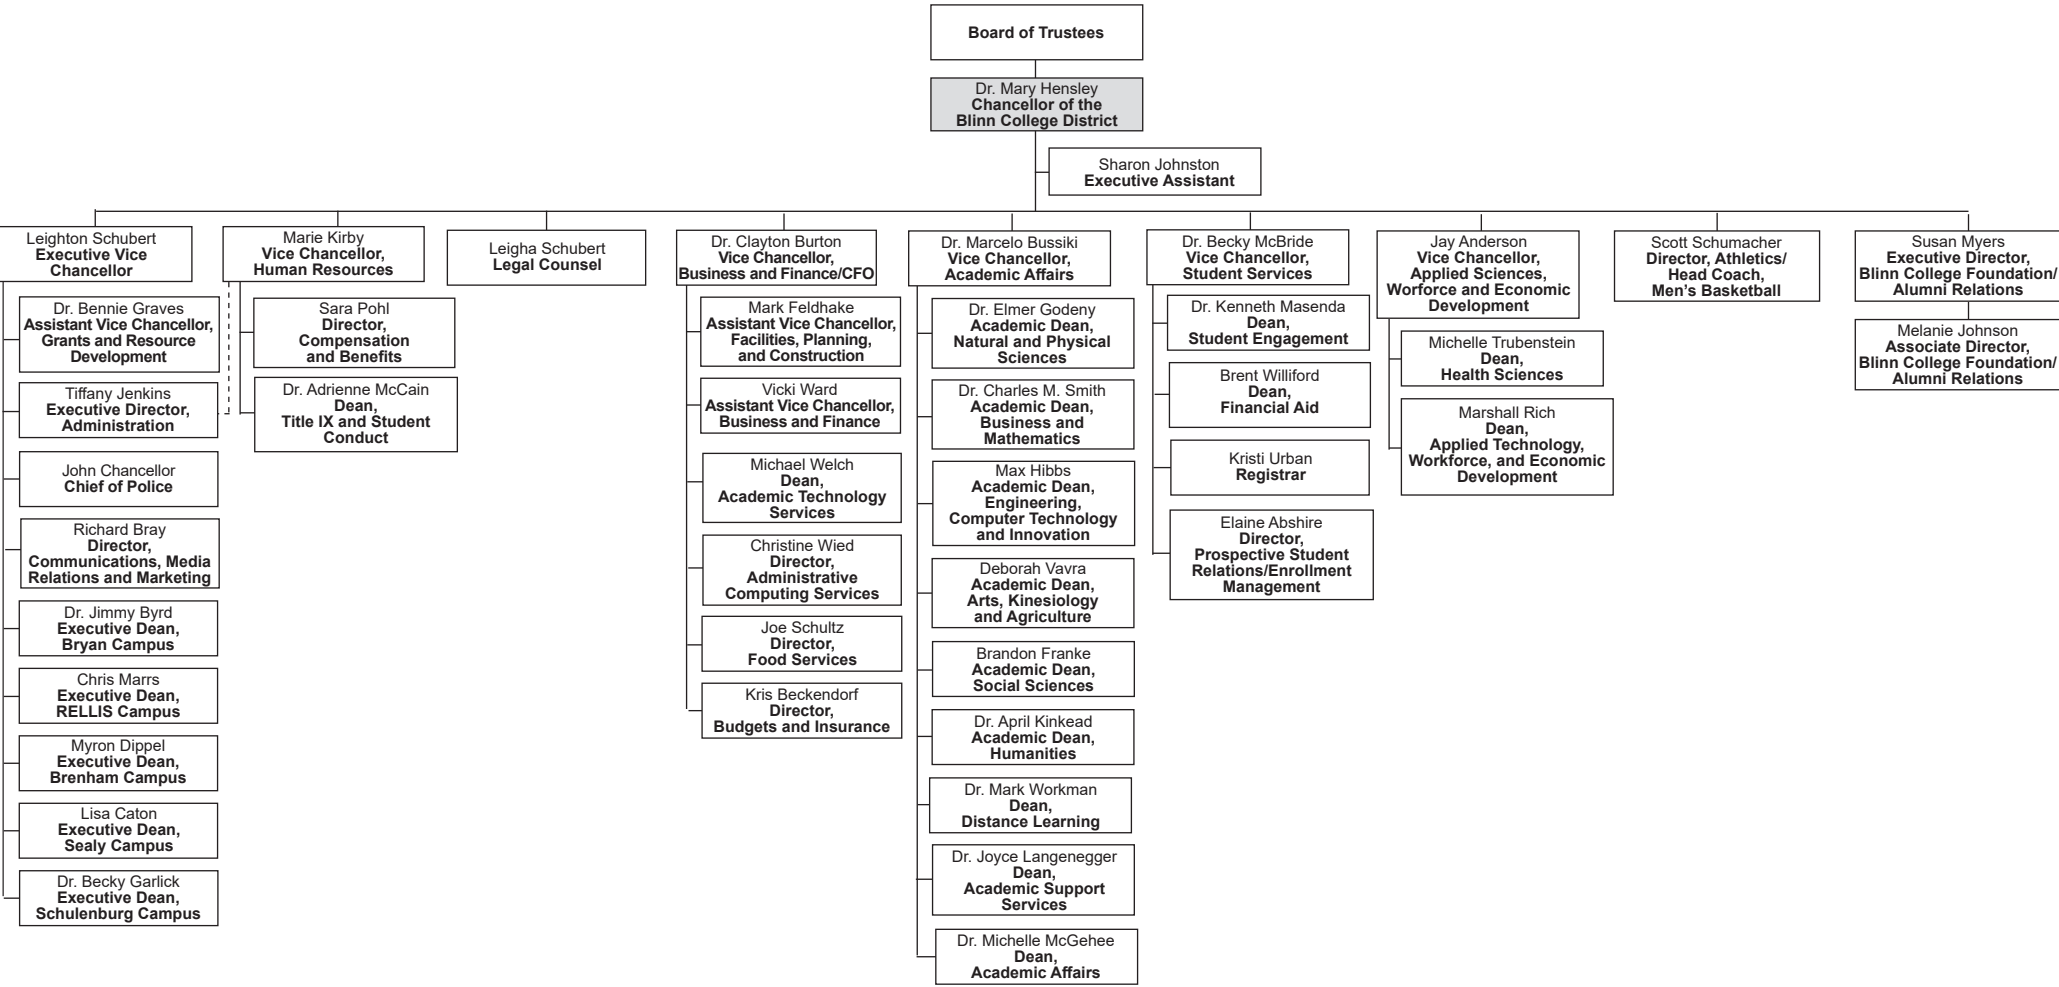 Board of Trustees
Dr. Mary Hensley
Chancellor of the
Blinn College District
Sharon Johnston
Executive Assistant
Leighton Schubert
Executive Vice
Chancellor
Dr. Bennie Graves
Assistant Vice Chancellor,
Grants and Resource
Development
Tiffany Jenkins
Executive Director,
Administration
John Chancellor
Chief of Police
Richard Bray
Director,
Communications, Media
Relations and Marketing
Dr. Jimmy Byrd
Executive Dean,
Bryan Campus
Chris Marrs
Executive Dean,
RELLIS Campus
Myron Dippel
Executive Dean,
Brenham Campus
Lisa Caton
Executive Dean,
Sealy Campus
Dr. Becky Garlick
Executive Dean,
Schulenburg Campus
Marie Kirby
Vice Chancellor,
Human Resources
Sara Pohl
Director,
Compensation
and Benefits
Dr. Adrienne McCain
Dean,
Title IX and Student
Conduct
Leigha Schubert
Legal Counsel
Dr. Clayton Burton
Vice Chancellor,
Business and Finance/CFO
Mark Feldhake
Assistant Vice Chancellor,
Facilities, Planning,
and Construction
Vicki Ward
Assistant Vice Chancellor,
Business and Finance
Michael Welch
Dean,
Academic Technology
Services
Christine Wied
Director,
Administrative
Computing Services
Joe Schultz
Director,
Food Services
Kris Beckendorf
Director,
Budgets and Insurance
Dr. Marcelo Bussiki
Vice Chancellor,
Academic Affairs
Dr. Elmer Godeny
Academic Dean,
Natural and Physical
Sciences
Dr. Charles M. Smith
Academic Dean,
Business and
Mathematics
Max Hibbs
Academic Dean,
Engineering,
Computer Technology
and Innovation
Deborah Vavra
Academic Dean,
Arts, Kinesiology
and Agriculture
Brandon Franke
Academic Dean,
Social Sciences
Dr. April Kinkead
Academic Dean,
Humanities
Dr. Mark Workman
Dean,
Distance Learning
Dr. Joyce Langenegger
Dean,
Academic Support
Services
Dr. Michelle McGehee
Dean,
Academic Affairs
Dr. Becky McBride
Vice Chancellor,
Student Services
Dr. Kenneth Masenda
Dean,
Student Engagement
Brent Williford
Dean,
Financial Aid
Kristi Urban
Registrar
Elaine Abshire
Director,
Prospective Student
Relations/Enrollment
Management
Jay Anderson
Vice Chancellor,
Applied Sciences,
Worforce and Economic
Development
Michelle Trubenstein
Dean,
Health Sciences
Marshall Rich
Dean,
Applied Technology,
Workforce, and Economic
Development
Scott Schumacher
Director, Athletics/
Head Coach,
Men's Basketball
Susan Myers
Executive Director,
Blinn College Foundation/
Alumni Relations
Melanie Johnson
Associate Director,
Blinn College Foundation/
Alumni Relations